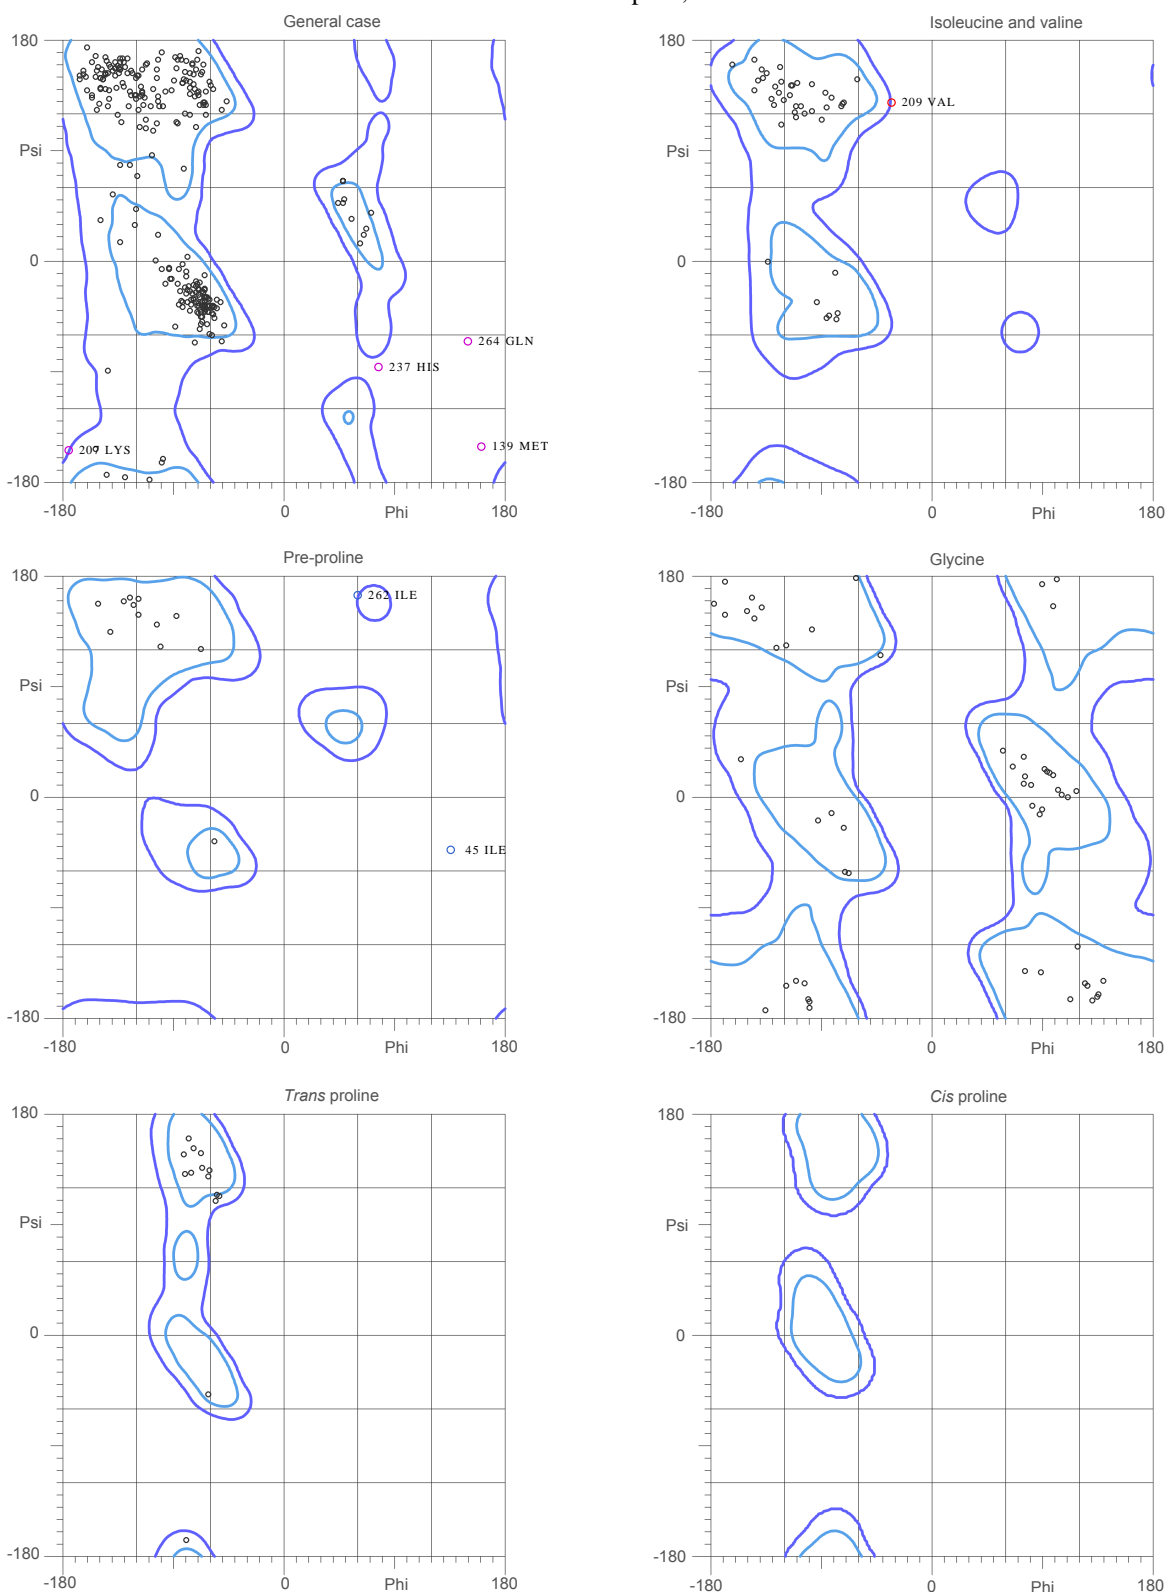 General case
180
Psi
0
-180
264 GLN
237 HIS
207 LYS
139 MET
-180
0
Phi
180
Isoleucine and valine
180
209 VAL
Psi
0
-180
-180
0
Phi
180
Pre-proline
180
262 ILE
Psi
0
45 ILE
-180
-180
0
Phi
180
Glycine
180
Psi
0
-180
-180
0
Phi
180
Trans proline
180
Psi
0
-180
-180
0
Phi
180
Cis proline
180
Psi
0
-180
-180
0
Phi
180